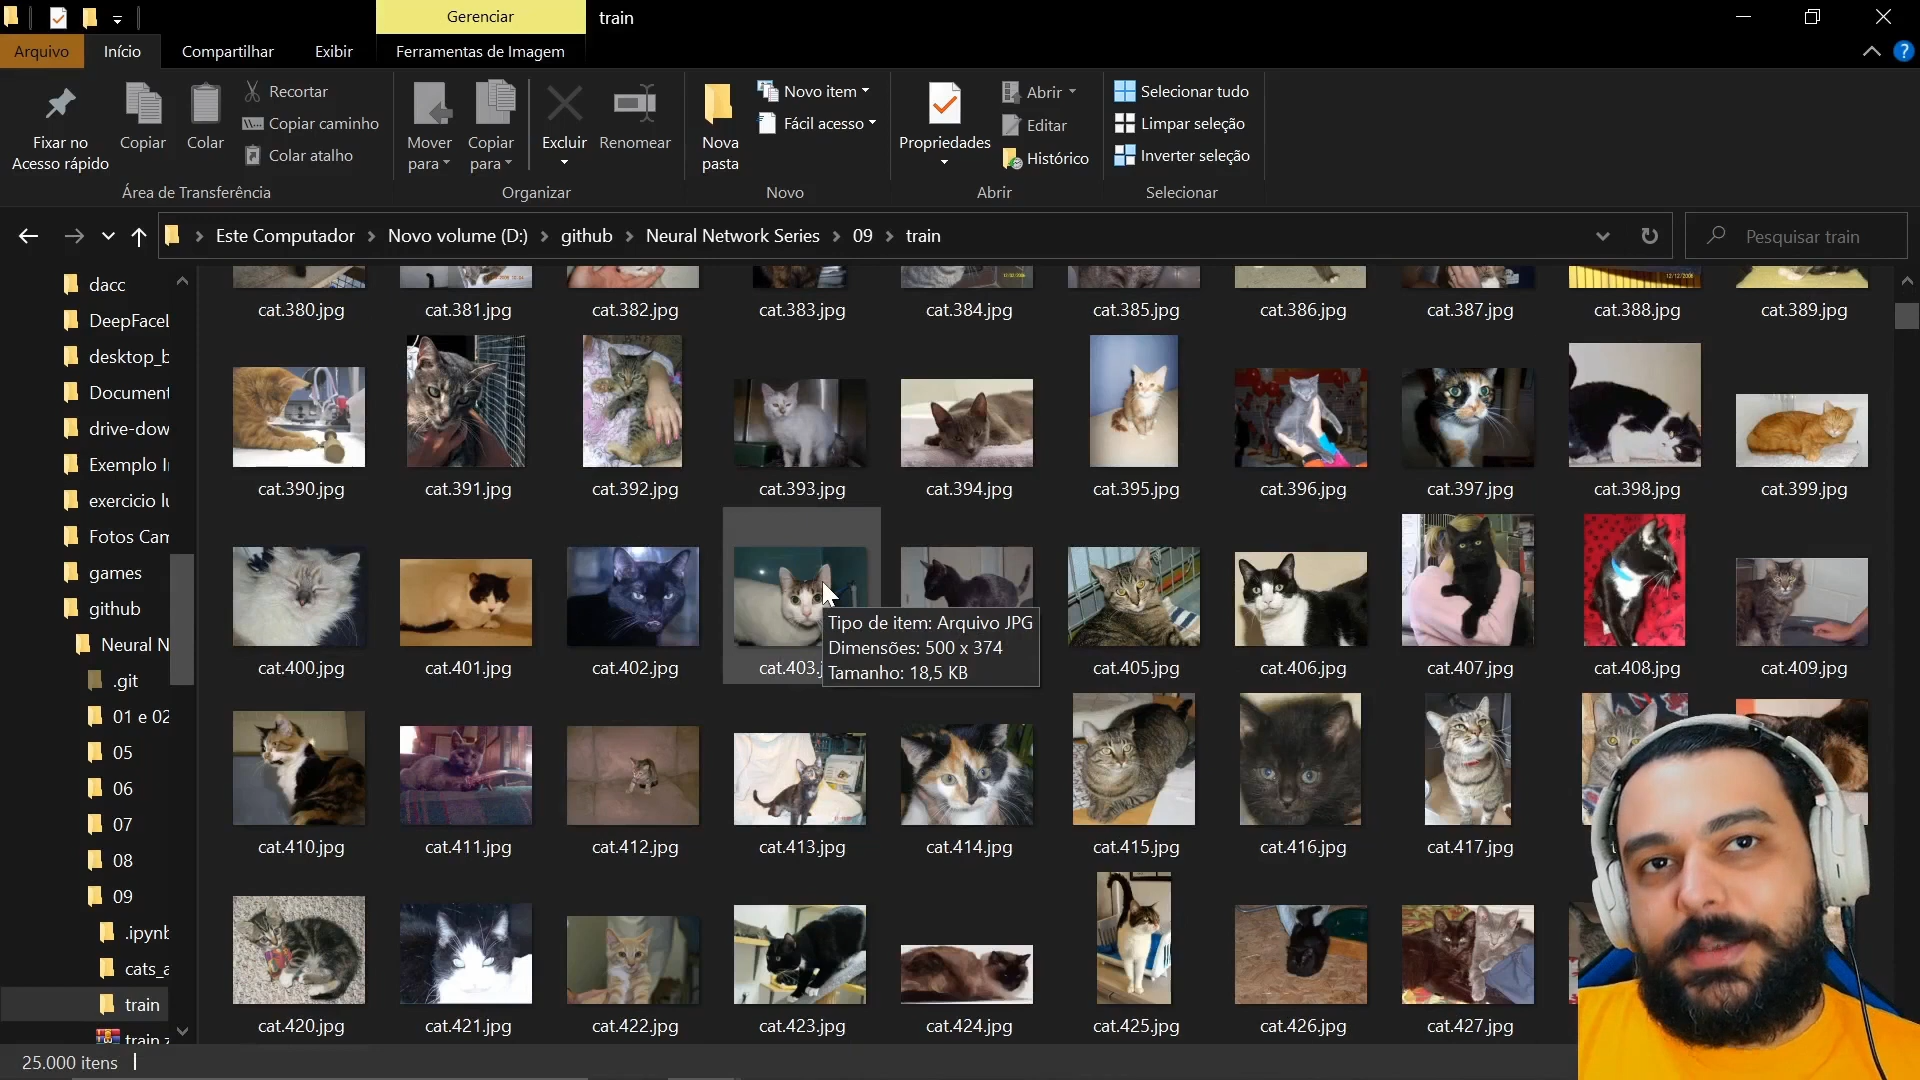 Gerenciar
train
Arquivo
Início
Compartilhar
Exibir
Ferramentas de Imagem
Fixar no
Acesso rápido
Copiar
Colar
Recortar
Copiar caminho
Colar atalho
Área de Transferência
Mover
para
Copiar
para
Excluir
Renomear
Organizar
Nova
pasta
Novo item
Fácil acesso
Novo
Propriedades
Abrir
Editar
Histórico
Abrir
Selecionar tudo
Limpar seleção
Inverter seleção
Selecionar
Este Computador > Novo volume (D:) > github > Neural Network Series > 09 > train
Pesquisar train
dacc
DeepFacel
desktop_b
Document
drive-dow
Exemplo I
exercicio lu
Fotos Cam
games
github
Neural N
.git
01 e 02
05
06
07
08
09
.ipynb
cats_a
train
train.z
cat.380.jpg cat.381.jpg cat.382.jpg cat.383.jpg cat.384.jpg cat.385.jpg cat.386.jpg cat.387.jpg cat.388.jpg cat.389.jpg
cat.390.jpg cat.391.jpg cat.392.jpg cat.393.jpg cat.394.jpg cat.395.jpg cat.396.jpg cat.397.jpg cat.398.jpg cat.399.jpg
cat.400.jpg cat.401.jpg cat.402.jpg cat.403.j cat.405.jpg cat.406.jpg cat.407.jpg cat.408.jpg cat.409.jpg
Tipo de item: Arquivo JPG
Dimensões: 500 x 374
Tamanho: 18,5 KB
cat.410.jpg cat.411.jpg cat.412.jpg cat.413.jpg cat.414.jpg cat.415.jpg cat.416.jpg cat.417.jpg
cat.420.jpg cat.421.jpg cat.422.jpg cat.423.jpg cat.424.jpg cat.425.jpg cat.426.jpg cat.427.jpg
25.000 itens